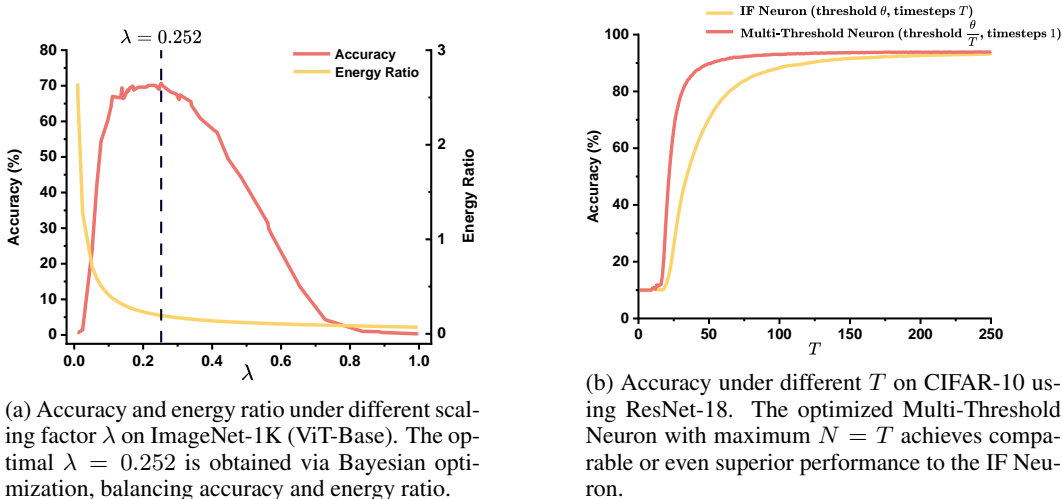 λ = 0.252
Accuracy
Energy Ratio
Accuracy (%)
80
70
60
50
40
30
20
10
0
3
2
1
0
Energy Ratio
0.0 0.2 0.4 0.6 0.8 1.0
λ
(a) Accuracy and energy ratio under different scal-
ing factor λ on ImageNet-1K (ViT-Base). The op-
timal λ = 0.252 is obtained via Bayesian opti-
mization, balancing accuracy and energy ratio.
IF Neuron (threshold θ, timesteps T)
Multi-Threshold Neuron (threshold θ/T, timesteps 1)
Accuracy (%)
100
80
60
40
20
0 50 100 150 200 250
T
(b) Accuracy under different T on CIFAR-10 us-
ing ResNet-18. The optimized Multi-Threshold
Neuron with maximum N = T achieves compa-
rable or even superior performance to the IF Neu-
ron.